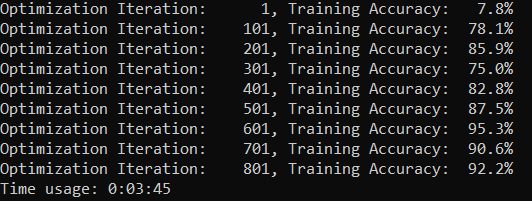 Optimization Iteration:      1, Training Accuracy:   7.8%
Optimization Iteration:    101, Training Accuracy:  78.1%
Optimization Iteration:    201, Training Accuracy:  85.9%
Optimization Iteration:    301, Training Accuracy:  75.0%
Optimization Iteration:    401, Training Accuracy:  82.8%
Optimization Iteration:    501, Training Accuracy:  87.5%
Optimization Iteration:    601, Training Accuracy:  95.3%
Optimization Iteration:    701, Training Accuracy:  90.6%
Optimization Iteration:    801, Training Accuracy:  92.2%
Time usage: 0:03:45